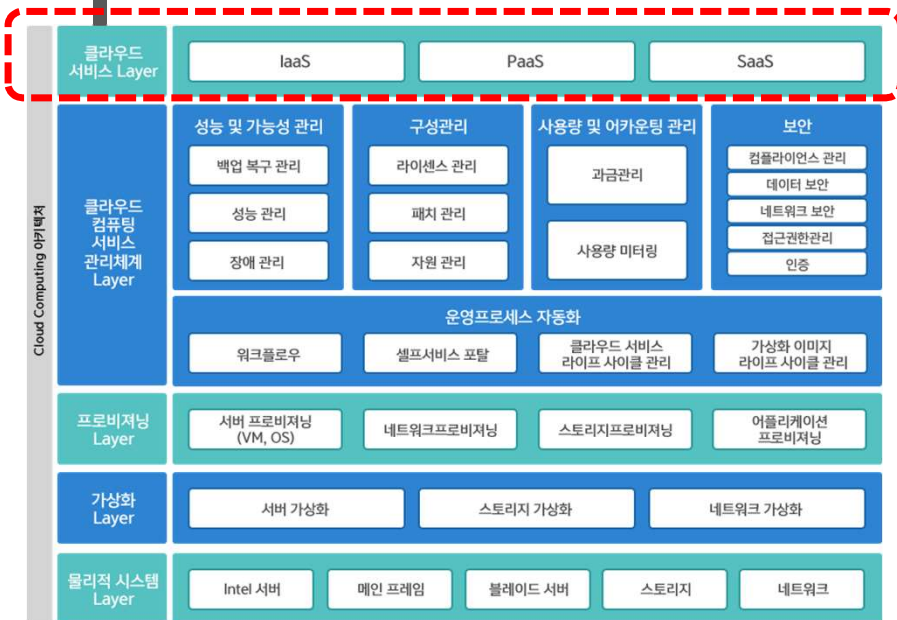 클라우드
서비스 Layer
IaaS
PaaS
SaaS
Cloud Computing 아키텍처
클라우드
컴퓨팅
서비스
관리체계
Layer
성능 및 가능성 관리
백업 복구 관리
성능 관리
장애 관리
구성관리
라이센스 관리
패치 관리
자원 관리
사용량 및 어카운팅 관리
과금관리
사용량 미터링
보안
컴플라이언스 관리
데이터 보안
네트워크 보안
접근권한관리
인증
운영프로세스 자동화
워크플로우
셀프서비스 포탈
클라우드 서비스
라이프 사이클 관리
가상화 이미지
라이프 사이클 관리
프로비져닝
Layer
서버 프로비져닝
(VM, OS)
네트워크프로비져닝
스토리지프로비져닝
어플리케이션
프로비져닝
가상화
Layer
서버 가상화
스토리지 가상화
네트워크 가상화
물리적 시스템
Layer
Intel 서버
메인 프레임
블레이드 서버
스토리지
네트워크